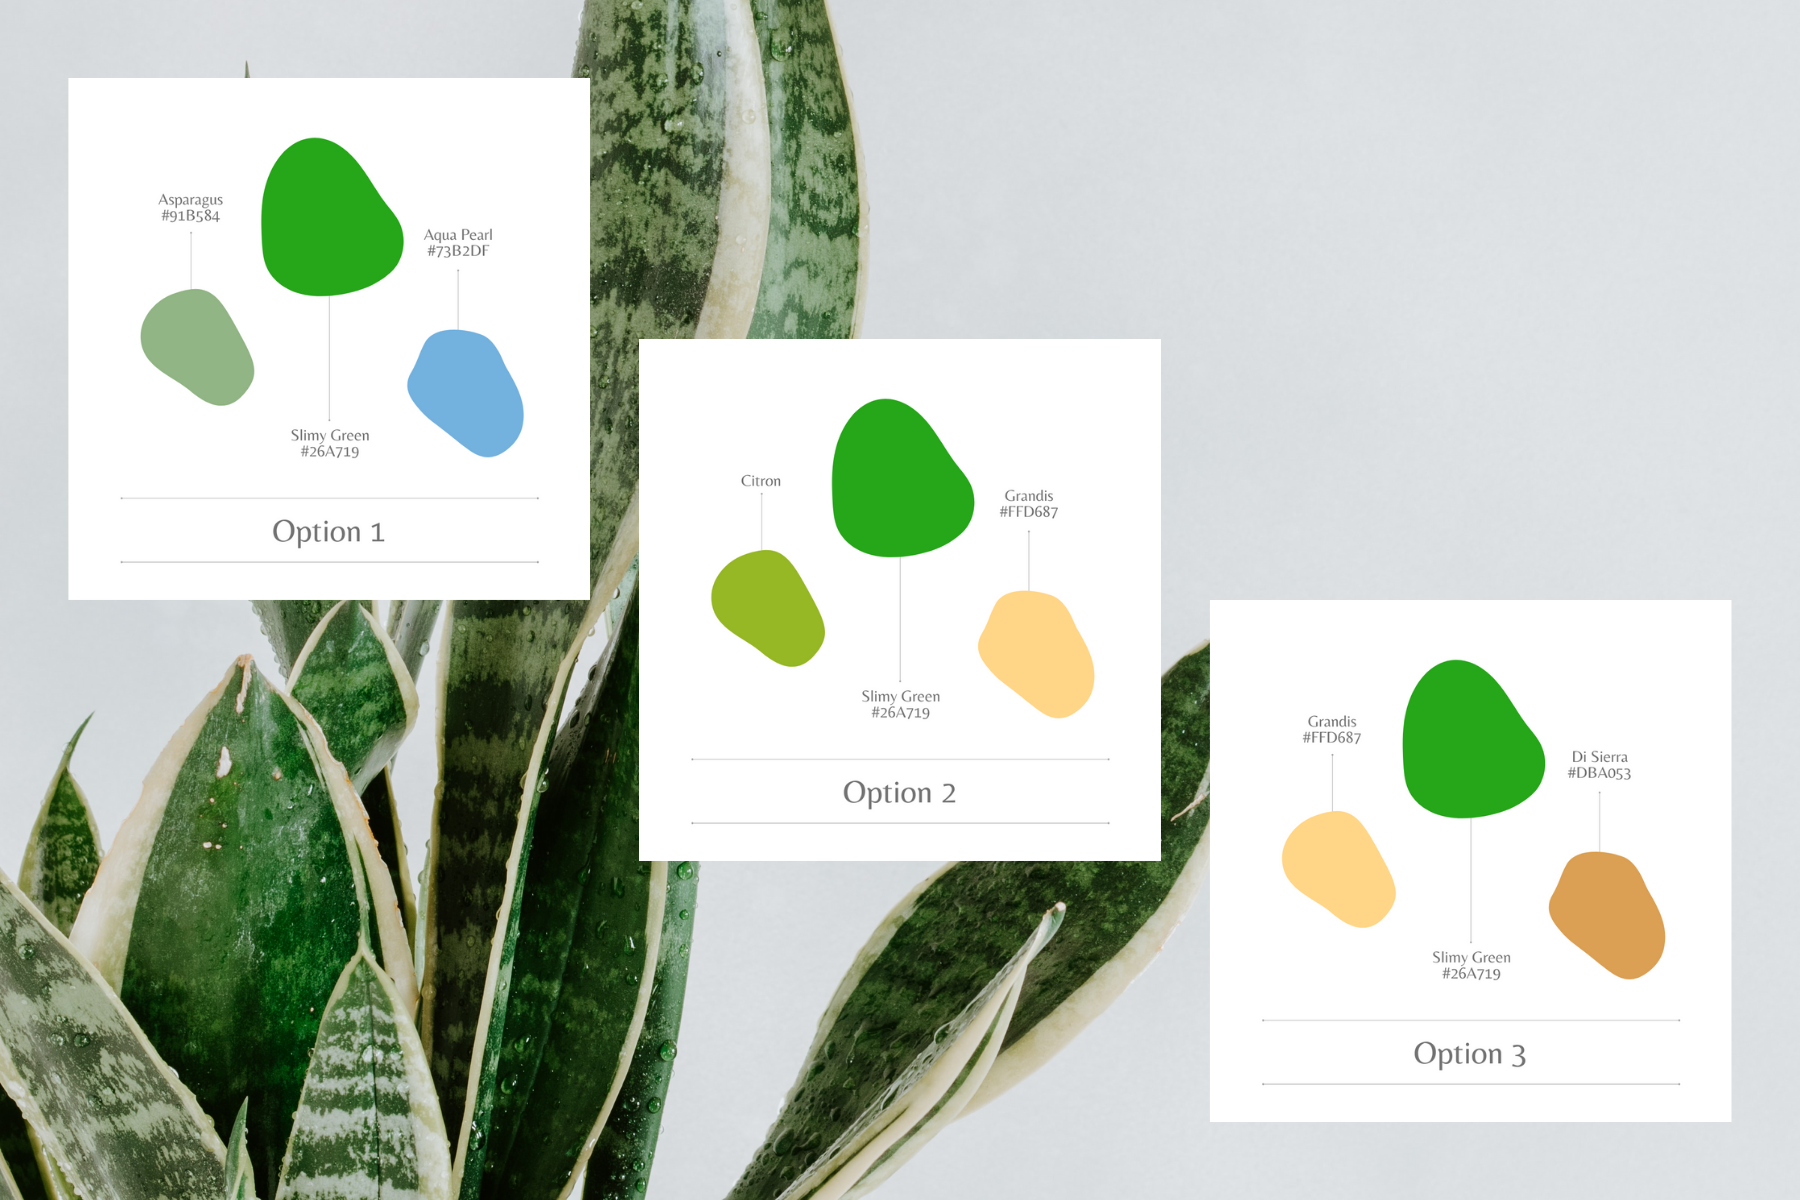 Asparagus
#91B584
Aqua Pearl
#73B2DF
Slimy Green
#26A719
Option 1
Citron
Grandis
#FFD687
Slimy Green
#26A719
Option 2
Grandis
#FFD687
Di Sierra
#DBA053
Slimy Green
#26A719
Option 3